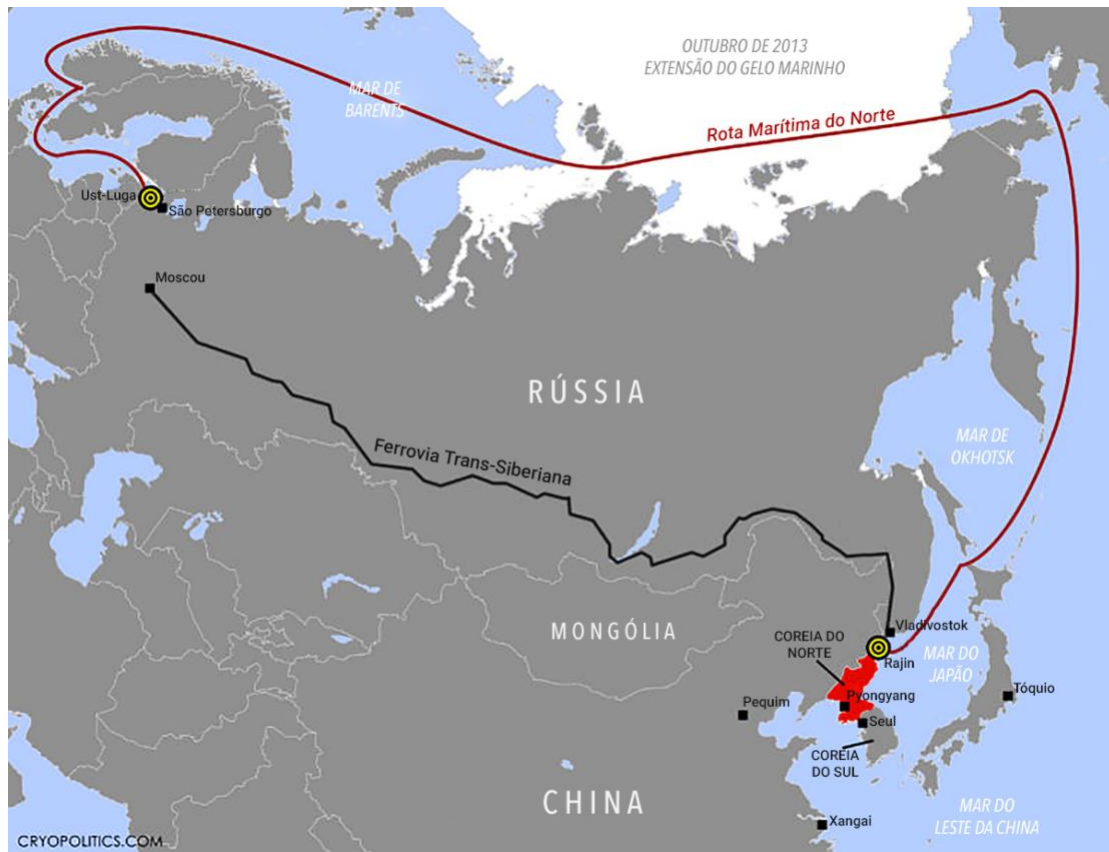 OUTUBRO DE 2013
EXTENSÃO DO GELO MARINHO
MAR DE
BARENTS
Rota Marítima do Norte
Ust-Luga
São Petersburgo
Moscou
RÚSSIA
Ferrovia Trans-Siberiana
MAR DE
OKHOTSK
MONGÓLIA
COREIA DO
NORTE
Vladivostok
Rajin
MAR DO
JAPÃO
Pyongyang
Pequim
Tóquio
Seul
COREIA
DO SUL
CHINA
MAR DO
LESTE DA CHINA
Xangai
CRYOPOLITICS.COM